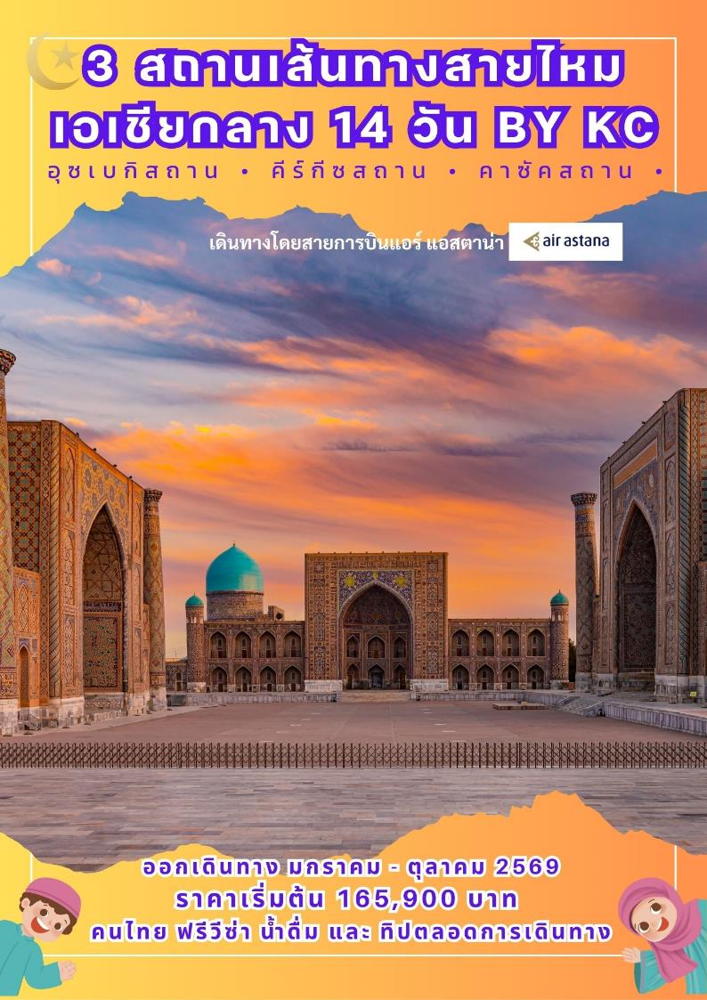 3 สถานเส้นทางสายไหม
เอเชียกลาง 14 วัน BY KC
อุซเบกิสถาน • คีร์กีซสถาน • คาซัคสถาน •
เดินทางโดยสายการบินแอร์ แอสตาน่า air astana
ออกเดินทาง มกราคม - ตุลาคม 2569
ราคาเริ่มต้น 165,900 บาท
คนไทย ฟรีวีซ่า น้ำดื่ม และ ทิปตลอดการเดินทาง